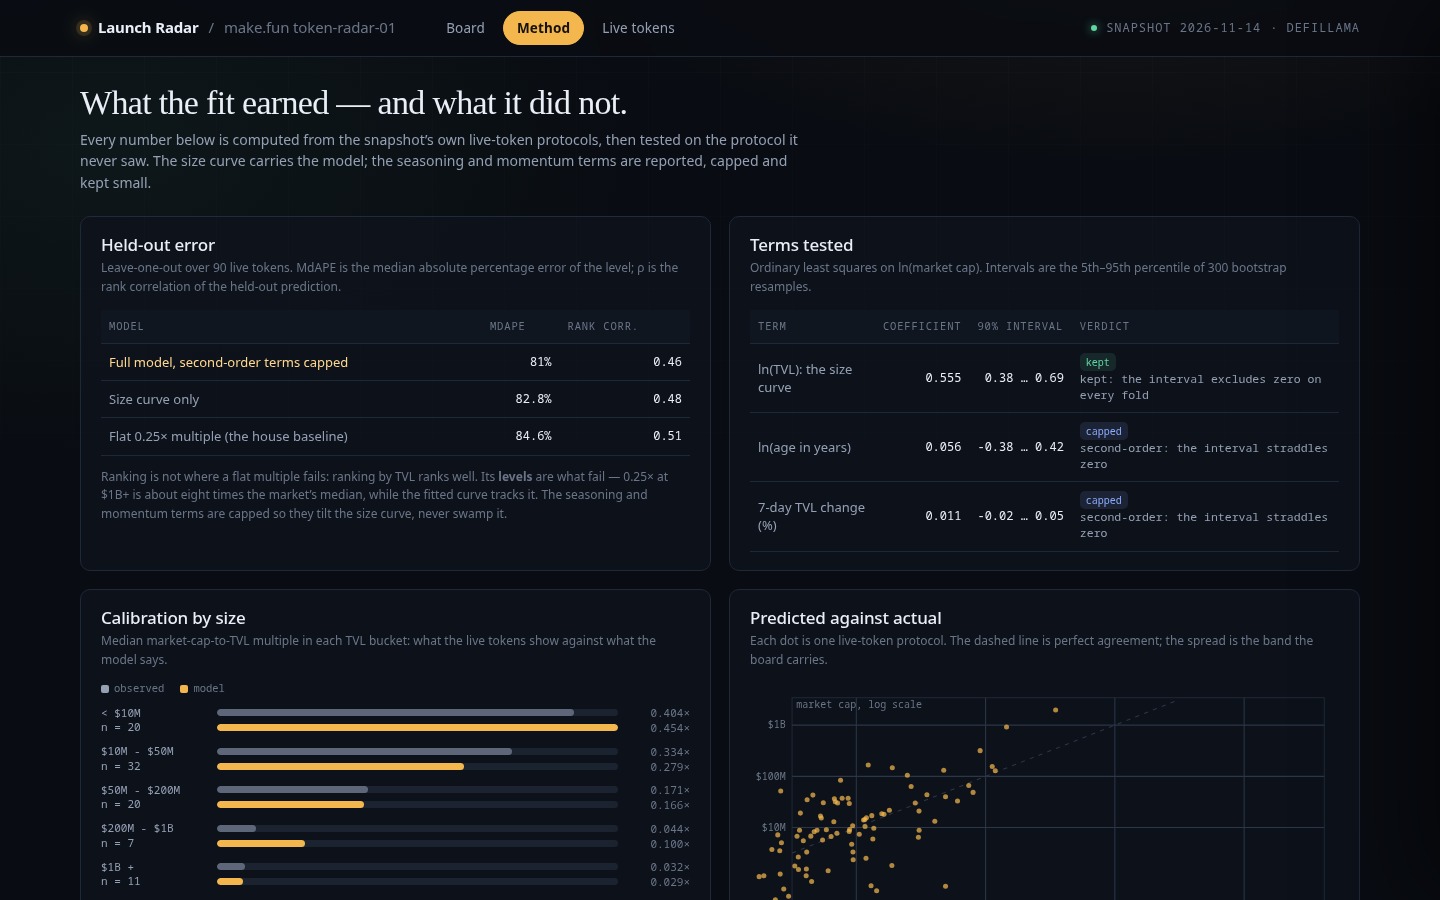 Launch Radar / make.fun token-radar-01 Board Method Live tokens SNAPSHOT 2026-11-14 · DEFILLAMA
What the fit earned — and what it did not.
Every number below is computed from the snapshot's own live-token protocols, then tested on the protocol it
never saw. The size curve carries the model; the seasoning and momentum terms are reported, capped and
kept small.
Held-out error
Leave-one-out over 90 live tokens. MdAPE is the median absolute percentage error of the level; ρ is the
rank correlation of the held-out prediction.
MODEL MDAPE RANK CORR.
Full model, second-order terms capped 81% 0.46
Size curve only 82.8% 0.48
Flat 0.25× multiple (the house baseline) 84.6% 0.51
Ranking is not where a flat multiple fails: ranking by TVL ranks well. Its levels are what fail — 0.25× at
$1B+ is about eight times the market's median, while the fitted curve tracks it. The seasoning and
momentum terms are capped so they tilt the size curve, never swamp it.
Terms tested
Ordinary least squares on ln(market cap). Intervals are the 5th–95th percentile of 300 bootstrap
resamples.
TERM COEFFICIENT 90% INTERVAL VERDICT
ln(TVL): the size
curve
0.555 0.38 … 0.69
kept
kept: the interval excludes zero on
every fold
ln(age in years) 0.056 -0.38 … 0.42
capped
second-order: the interval straddles
zero
7-day TVL change
(%)
0.011 -0.02 … 0.05
capped
second-order: the interval straddles
zero
Calibration by size
Median market-cap-to-TVL multiple in each TVL bucket: what the live tokens show against what the
model says.
observed model
< $10M 0.404×
n = 20 0.454×
$10M - $50M 0.334×
n = 32 0.279×
$50M - $200M 0.171×
n = 20 0.166×
$200M - $1B 0.044×
n = 7 0.100×
$1B + 0.032×
n = 11 0.029×
Predicted against actual
Each dot is one live-token protocol. The dashed line is perfect agreement; the spread is the band the
board carries.
market cap, log scale
$1B
$100M
$10M